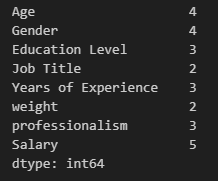 Age 4
Gender 4
Education Level 3
Job Title 2
Years of Experience 3
weight 2
professionalism 3
Salary 5
dtype: int64